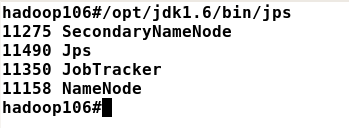 hadoop106#/opt/jdk1.6/bin/jps
11275 SecondaryNameNode
11490 Jps
11350 JobTracker
11158 NameNode
hadoop106#